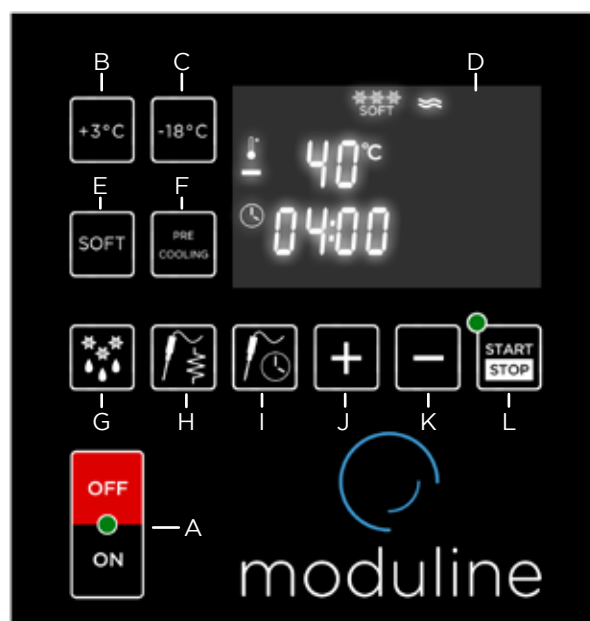 B
C
D
+3°C
-18°C
SOFT
40°C
E
F
04:00
SOFT
PRE
COOLING
START
STOP
G
H
I
J
K
L
OFF
A
ON
moduline